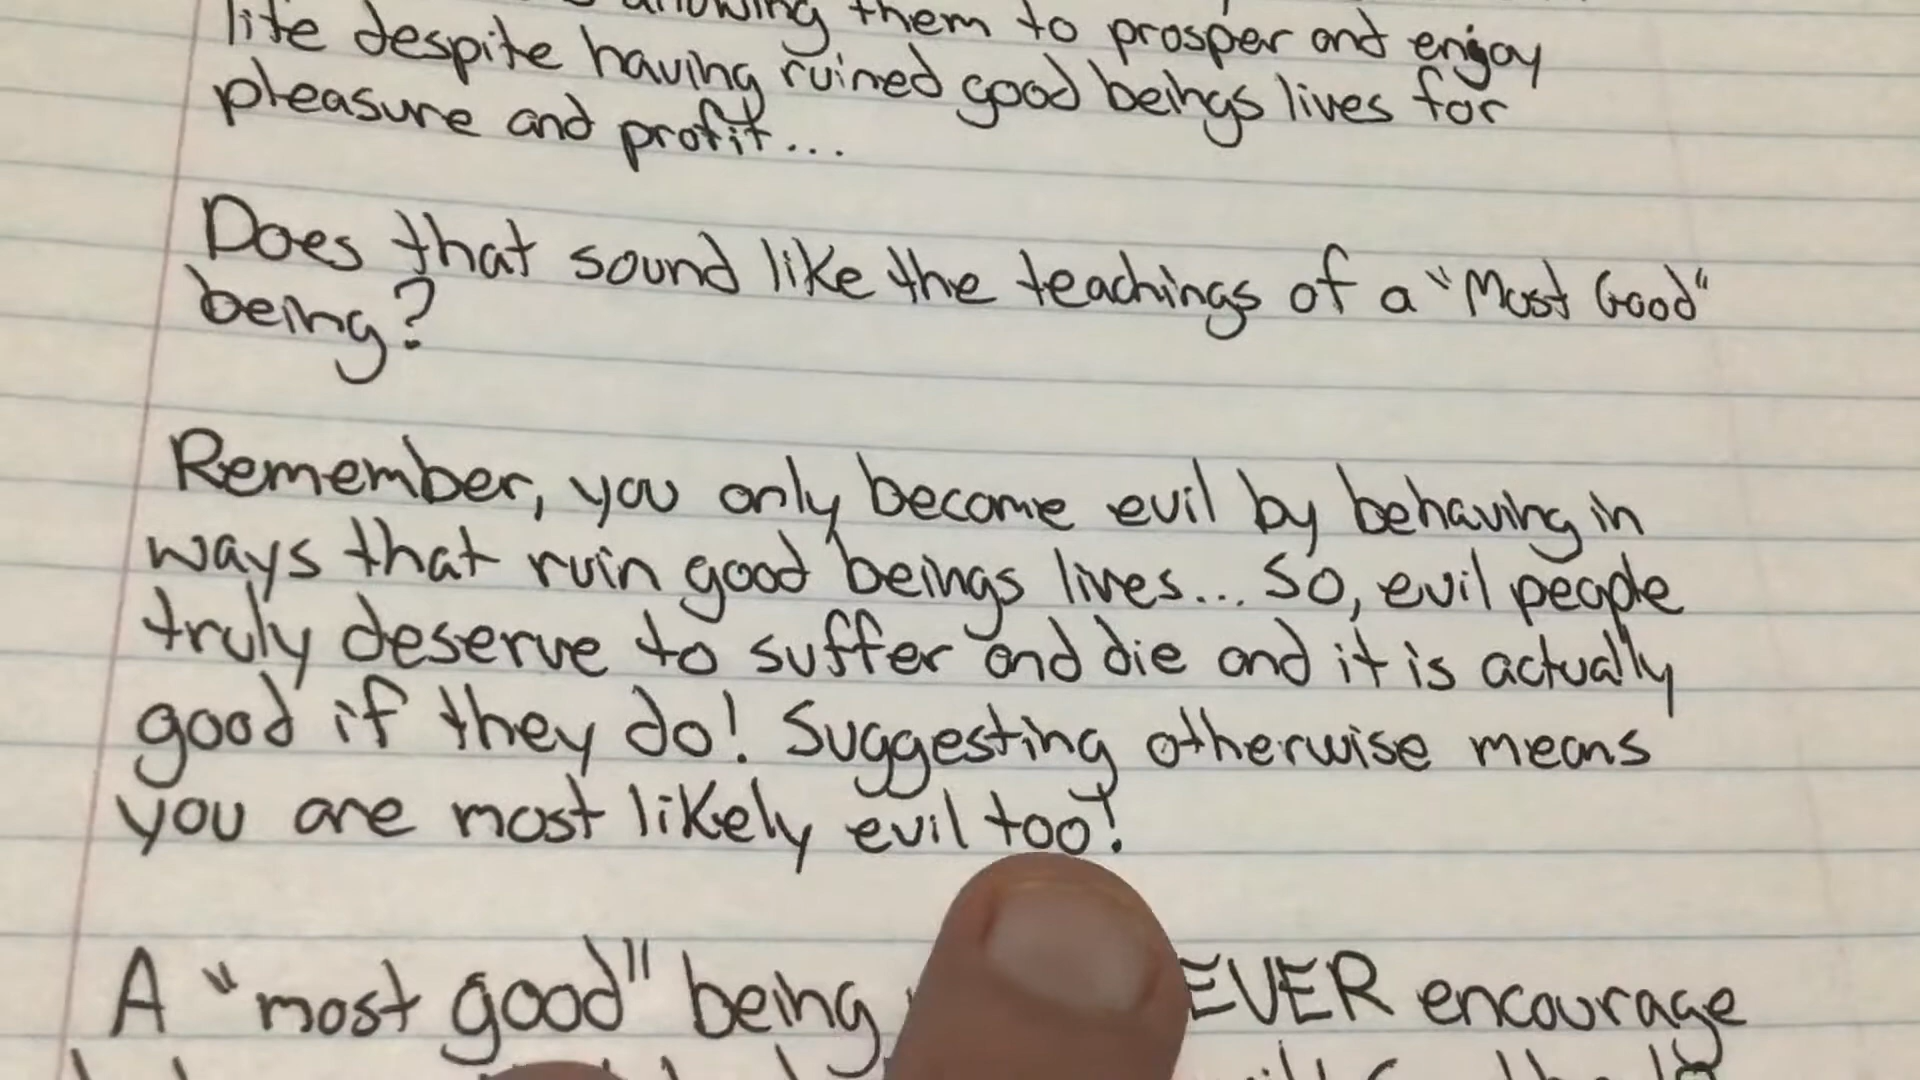 allowing them to prosper and enjoy
life despite having ruined good beings lives for
pleasure and profit...
Does that sound like the teachings of a "Most Good"
being?
Remember, you only become evil by behaving in
ways that ruin good beings lives... So, evil people
truly deserve to suffer and die and it is actually
good if they do! Suggesting otherwise means
you are most likely evil too!
A "most good" being EVER encourage